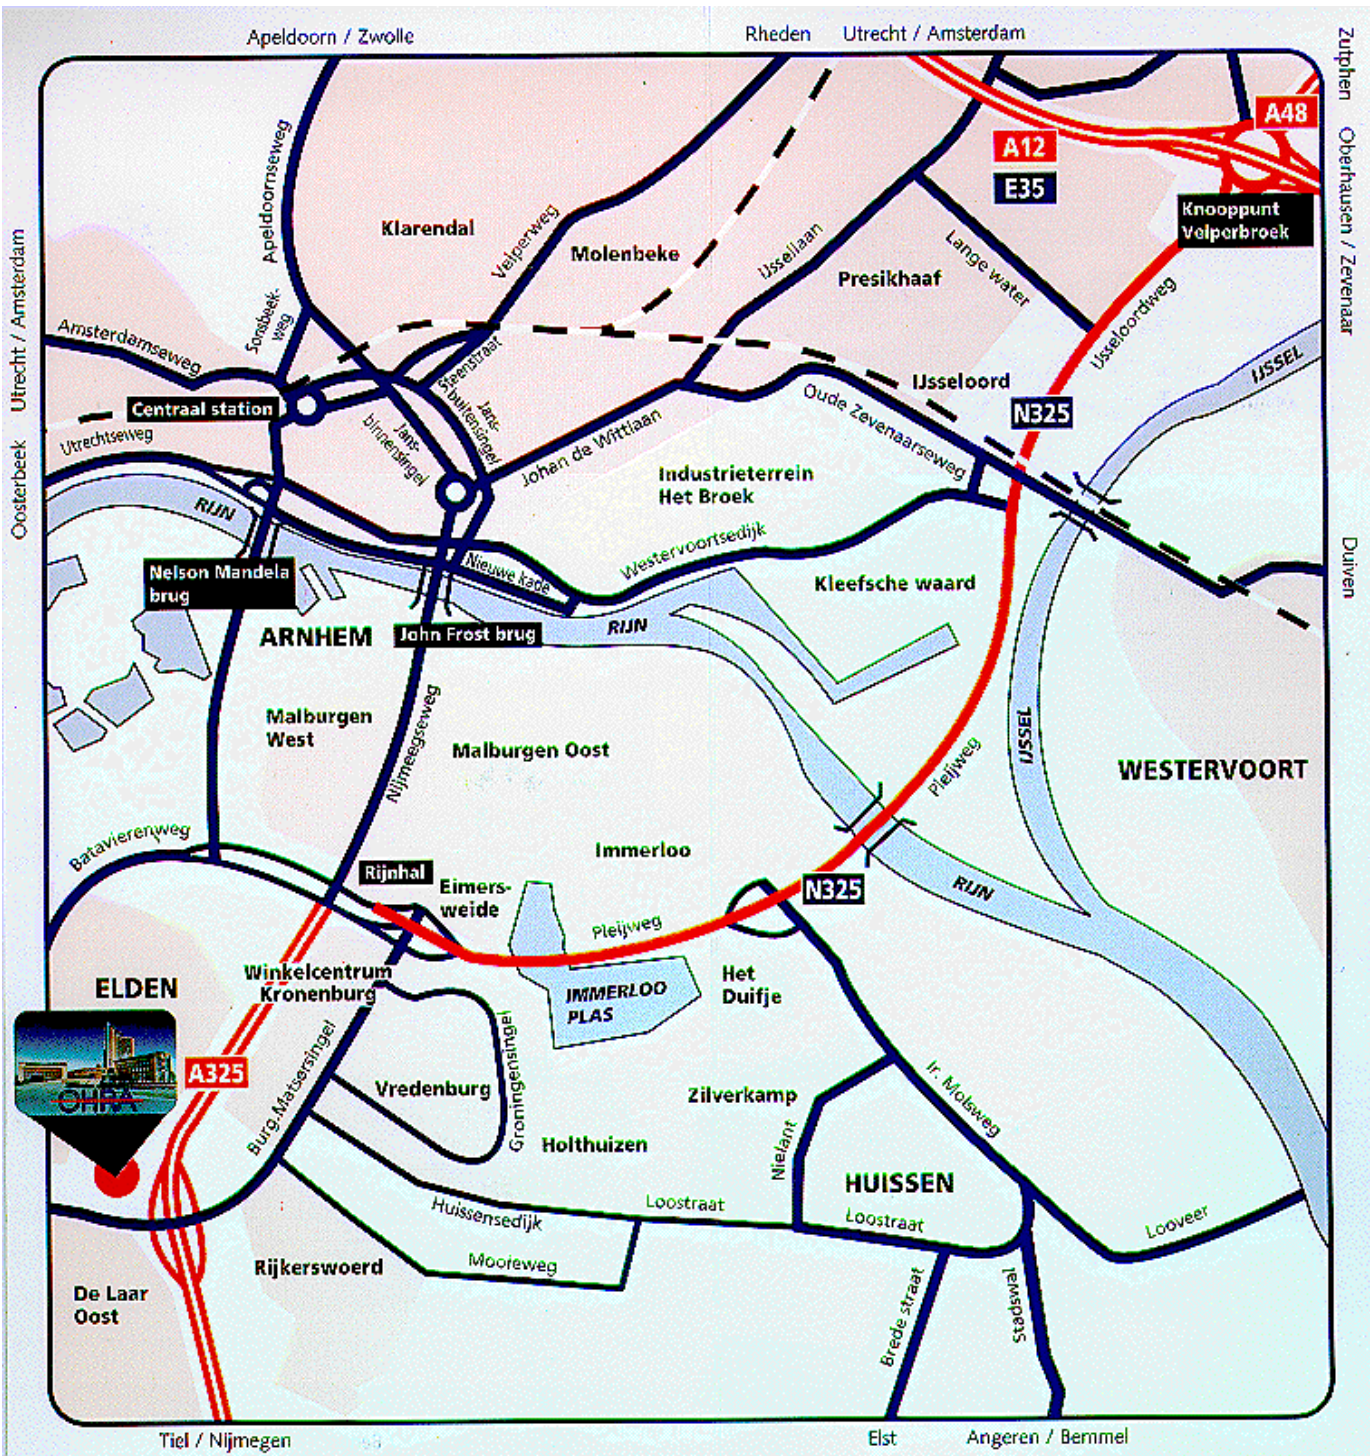 Apeldoorn / Zwolle
Rheden
Utrecht / Amsterdam
Zutphen
Oberhausen / Zevenaar
Duiven
Oosterbeek
Utrecht / Amsterdam
A48
A12
E35
Knooppunt
Velperbroek
Apeldoornseweg
Klarendal
Velperweg
Molenbeke
IJssellaan
Presikhaaf
Lange water
IJsseloordweg
IJSSEL
Sonsbeek-
weg
Amsterdamseweg
Steenstraat
IJsseloord
N325
Centraal station
Utrechtseweg
Jans-
buitensingel
Jans-
binnensingel
Johan de Wittlaan
Oude Zevenaarseweg
Industrieterrein
Het Broek
RIJN
Westervoortsedijk
Nieuwe kade
Kleefsche waard
Nelson Mandela
brug
ARNHEM
John Frost brug
RIJN
Malburgen
West
Nijmeegseweg
Malburgen Oost
IJSSEL
Pleijweg
WESTERVOORT
Batavierenweg
Immerloo
Rijnhal
Eimers-
weide
N325
RIJN
Pleijweg
Winkelcentrum
Kronenburg
ELDEN
Het
Duifje
IMMERLOO
PLAS
OHRA
A325
Burg.Matsersingel
Vredenburg
Groningensingel
Zilverkamp
Ir. Molsweg
Holthuizen
Nielant
HUISSEN
Huissensedijk
Loostraat
Loostraat
Looveer
Mooieweg
Rijkerswoerd
De Laar
Oost
Brede straat
Stadswal
Tiel / Nijmegen
Elst
Angeren / Bemmel